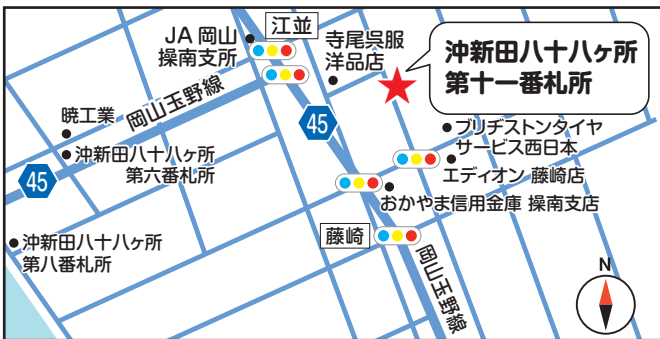 江並
JA 岡山
操南支所
寺尾呉服
洋品店
沖新田八十八ヶ所
第十一番札所
岡山玉野線
45
暁工業
沖新田八十八ヶ所
第六番札所
45
ブリヂストンタイヤ
サービス西日本
エディオン 藤崎店
おかやま信用金庫 操南支店
藤崎
沖新田八十八ヶ所
第八番札所
岡山玉野線
N